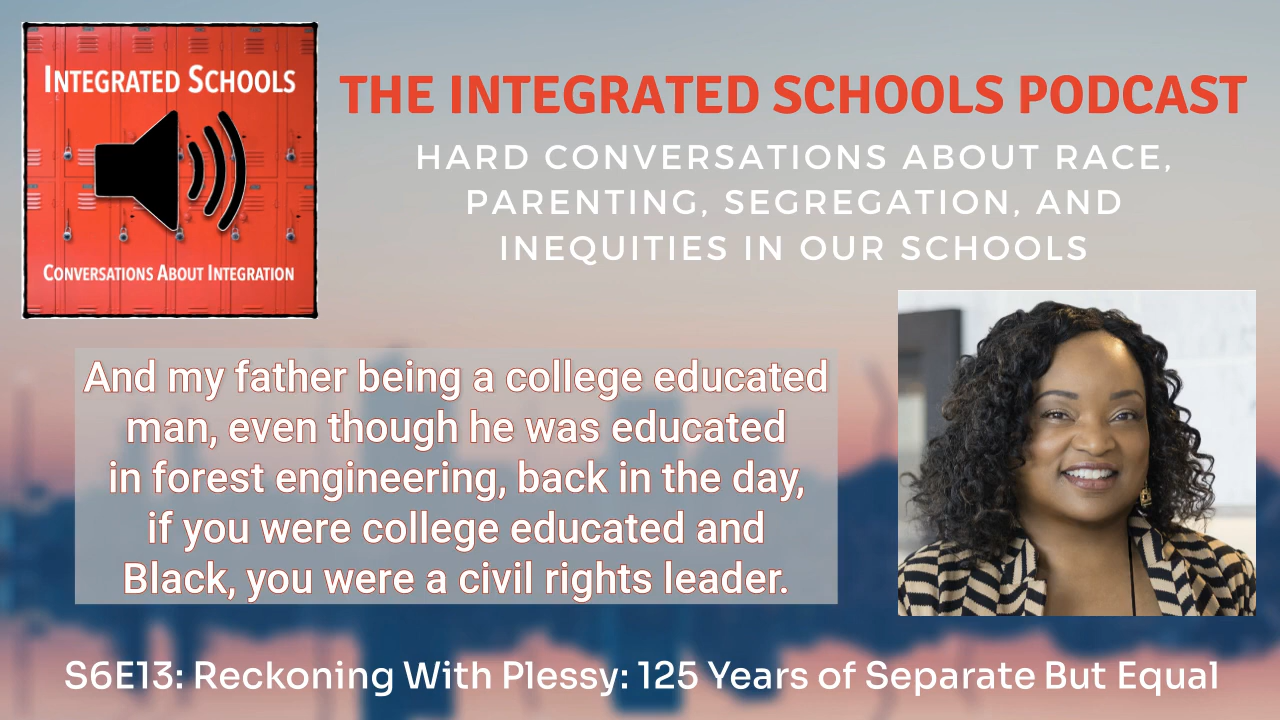 INTEGRATED SCHOOLS
CONVERSATIONS ABOUT INTEGRATION
THE INTEGRATED SCHOOLS PODCAST
HARD CONVERSATIONS ABOUT RACE,
PARENTING, SEGREGATION, AND
INEQUITIES IN OUR SCHOOLS
And my father being a college educated
man, even though he was educated
in forest engineering, back in the day,
if you were college educated and
Black, you were a civil rights leader.
S6E13: Reckoning With Plessy: 125 Years of Separate But Equal